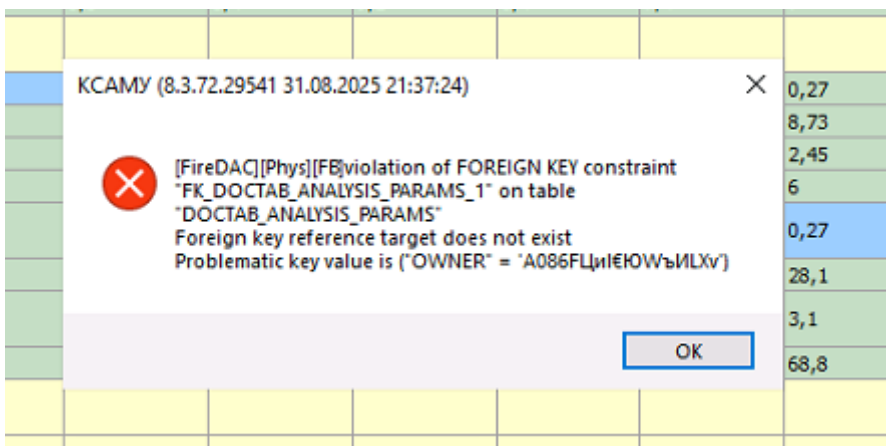 КСАМУ (8.3.72.29541 31.08.2025 21:37:24)
0,27
8,73
[FireDAC][Phys][FB]violation of FOREIGN KEY constraint
2,45
"FK_DOCTAB_ANALYSIS_PARAMS_1" on table
6
"DOCTAB_ANALYSIS_PARAMS"
Foreign key reference target does not exist
0,27
Problematic key value is ("OWNER" = 'A086FЦиI€ЮWъИLXv')
28,1
3,1
OK
68,8